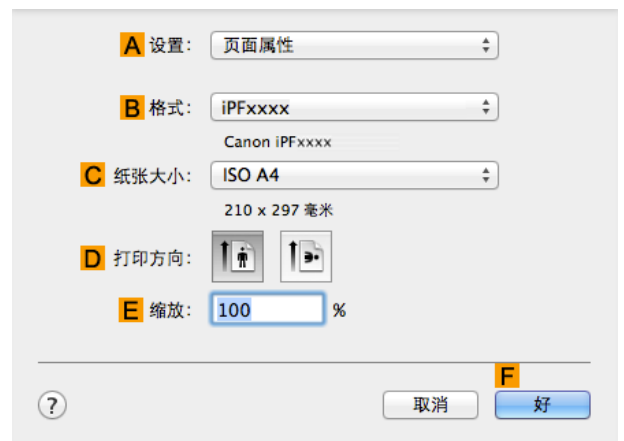 A 设置: 页面属性
B 格式: iPFxxxx
Canon iPFxxxx
C 纸张大小: ISO A4
210 x 297 毫米
D 打印方向:
E 缩放: 100 %
F
? 取消 好